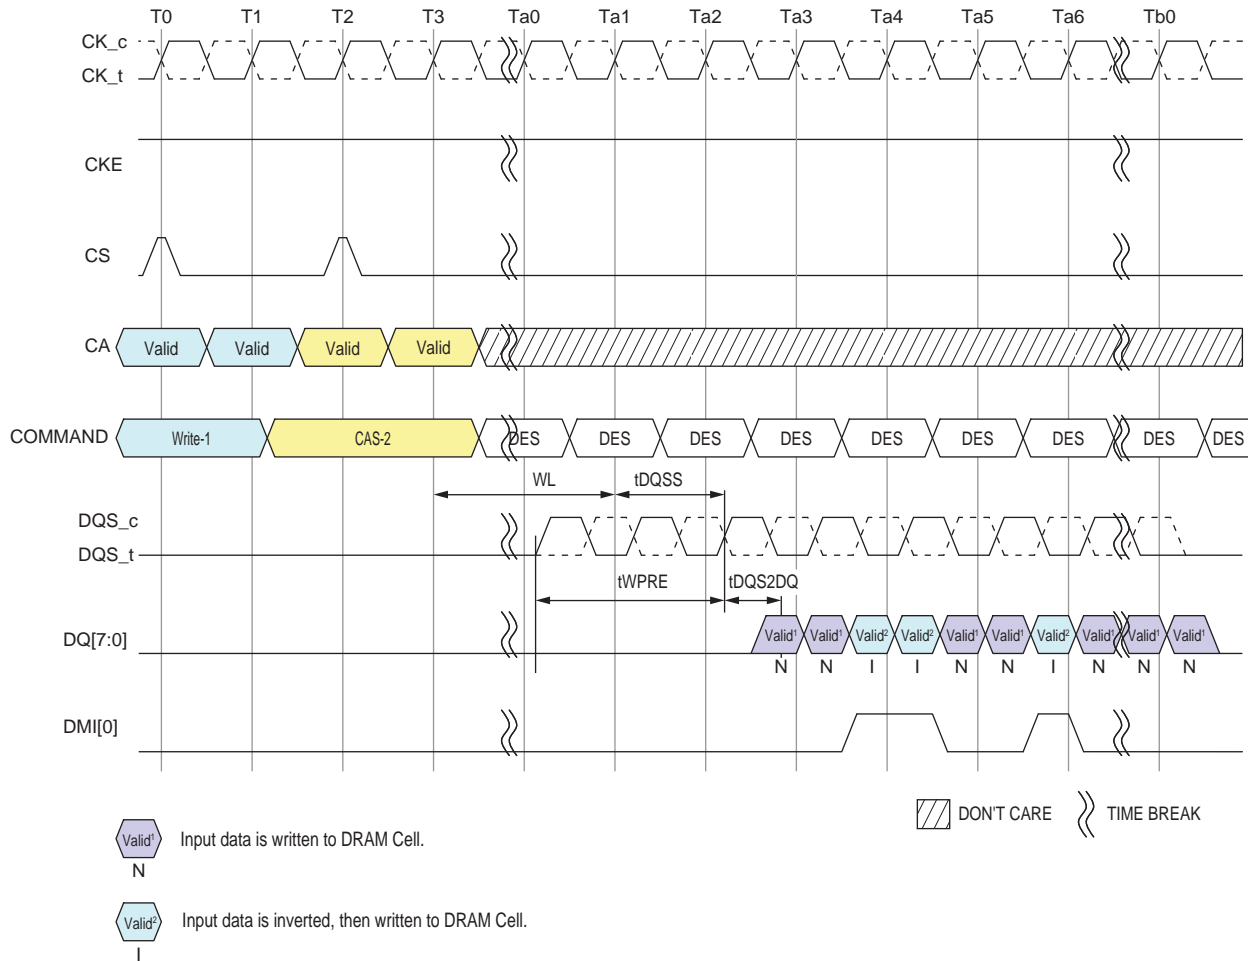 T0 T1 T2 T3 Ta0 Ta1 Ta2 Ta3 Ta4 Ta5 Ta6 Tb0
CK_c
CK_t
CKE
CS
CA Valid Valid Valid Valid
COMMAND Write-1 CAS-2 DES DES DES DES DES DES DES DES DES
WL tDQSS
DQS_c
DQS_t
tWPRE tDQS2DQ
DQ[7:0] Valid¹ Valid¹ Valid² Valid² Valid¹ Valid¹ Valid² Valid¹ Valid¹ Valid¹
N N I I N N I N N N
DMI[0]
DON'T CARE TIME BREAK
Valid¹ Input data is written to DRAM Cell.
N
Valid² Input data is inverted, then written to DRAM Cell.
I